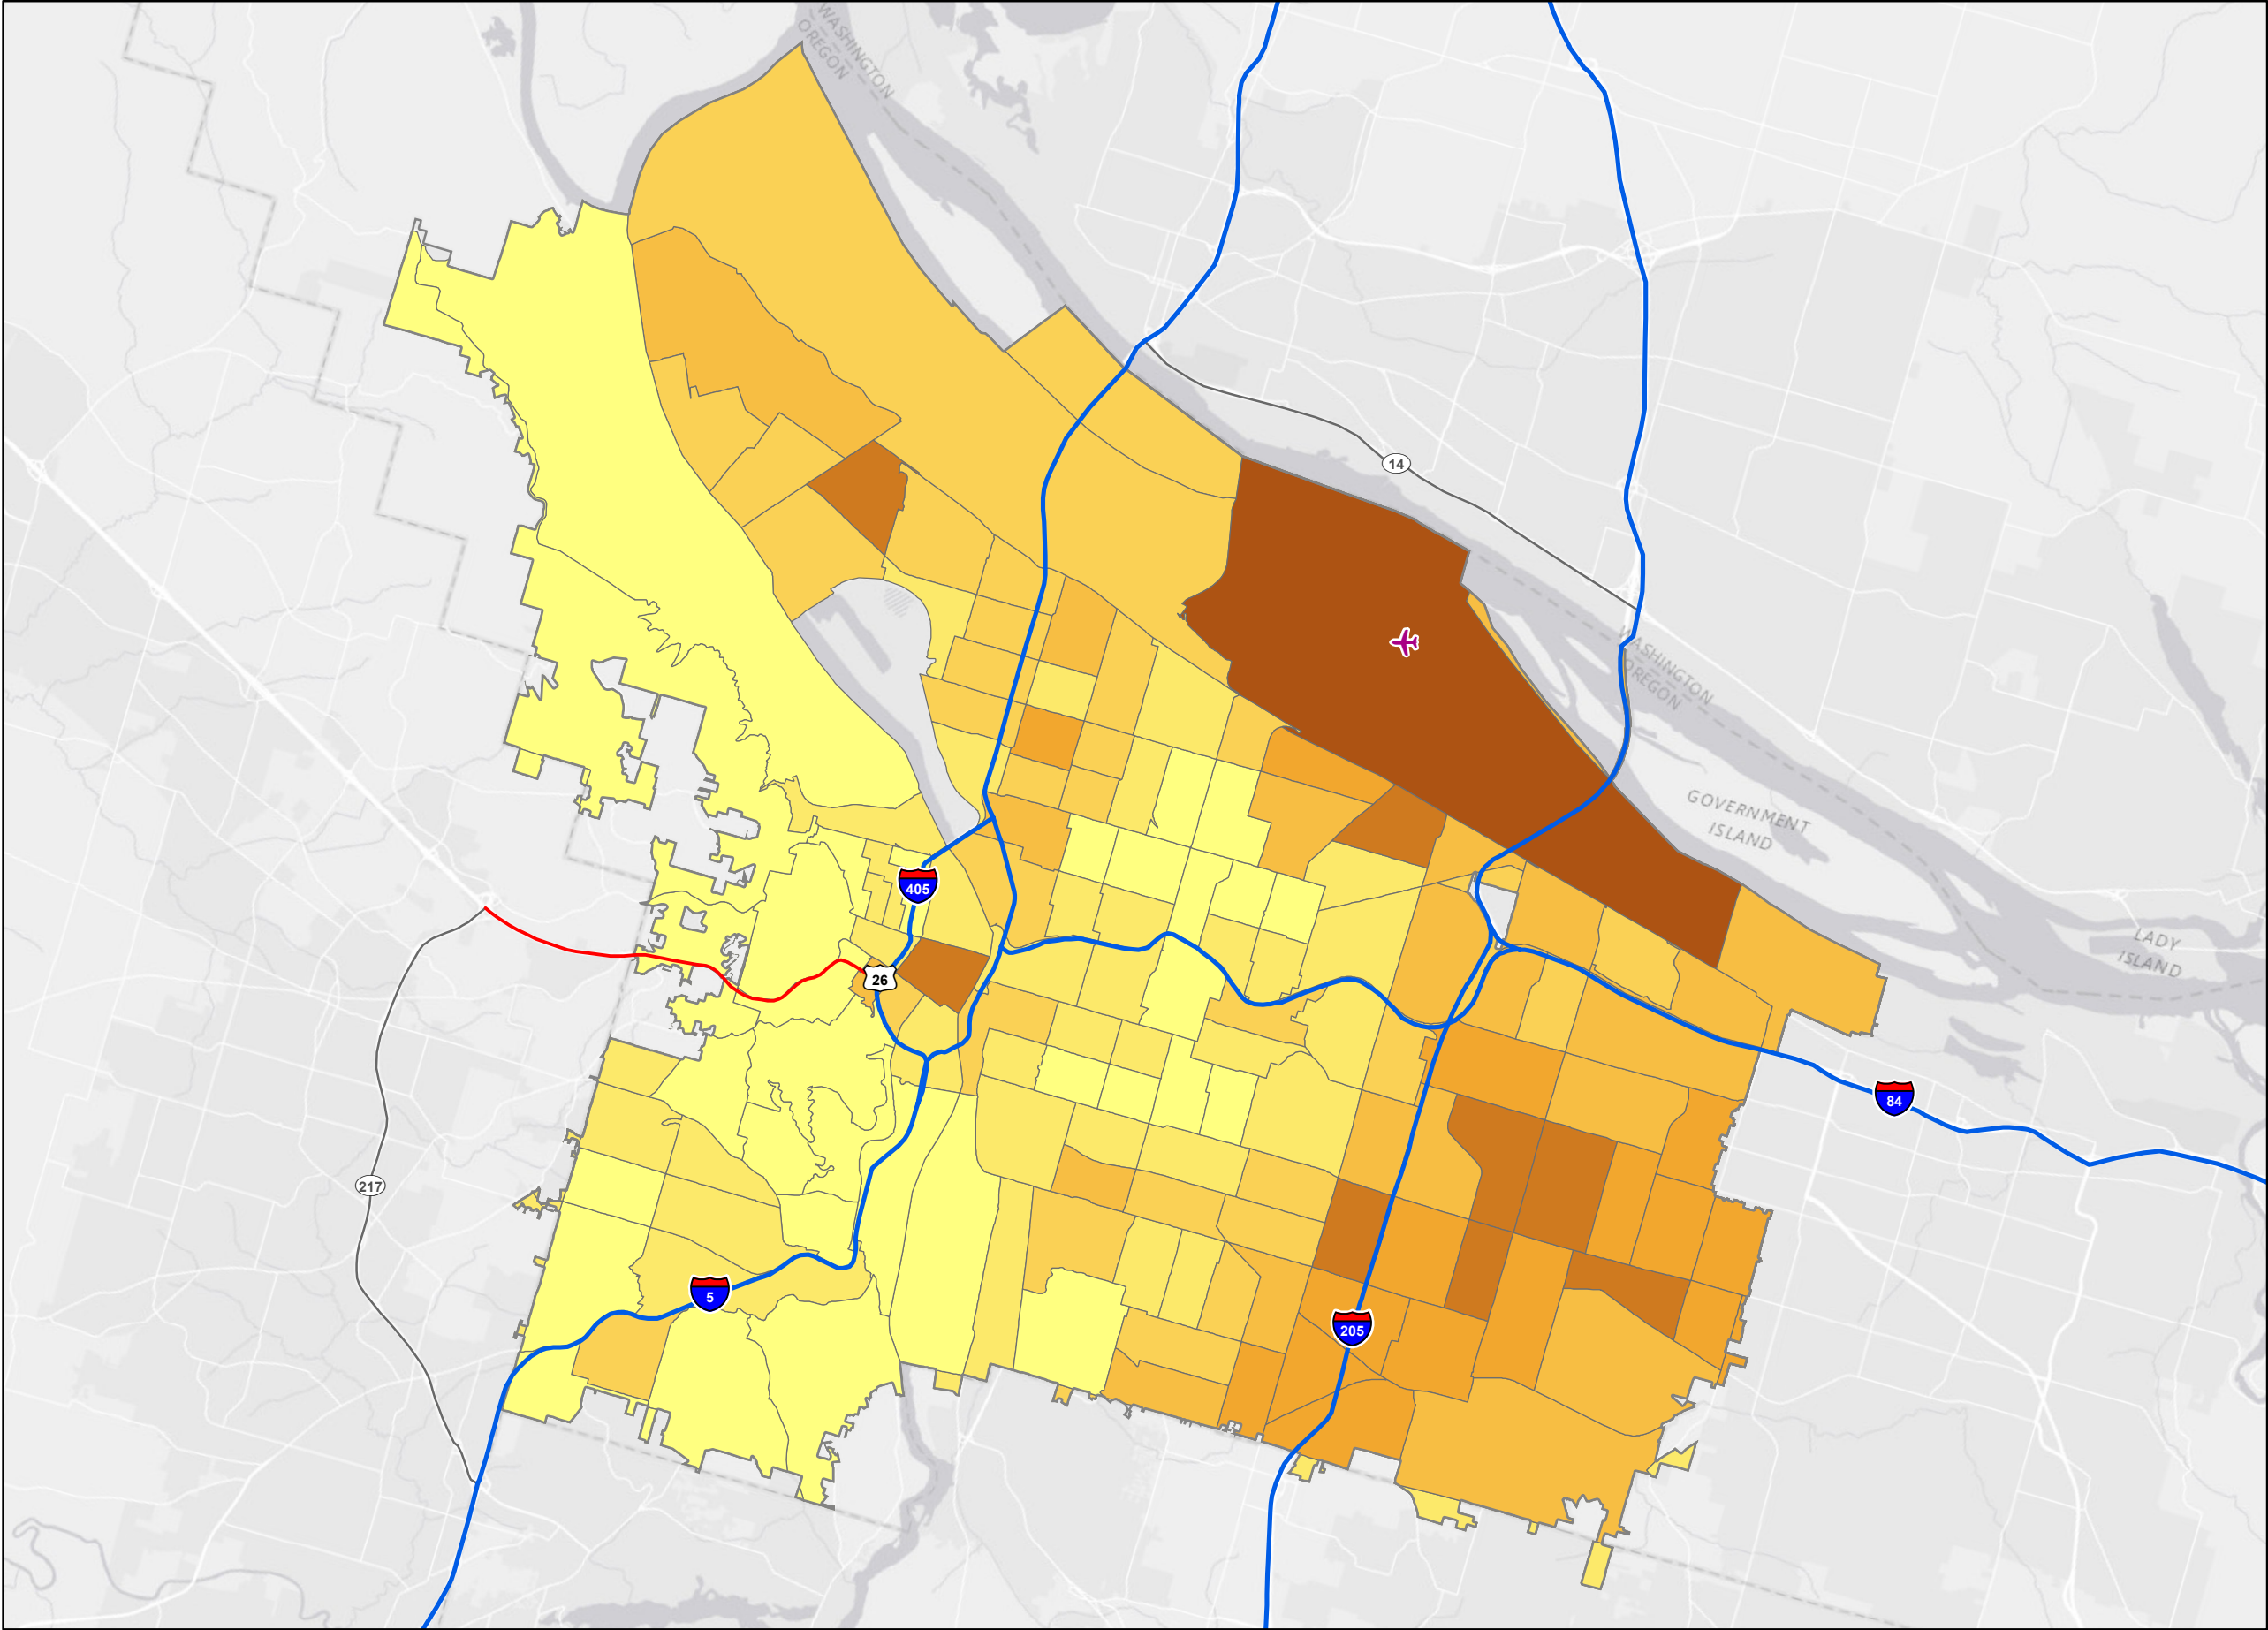 WASHINGTON
OREGON
14
WASHINGTON
OREGON
GOVERNMENT
ISLAND
405
LADY
ISLAND
26
84
217
5
205